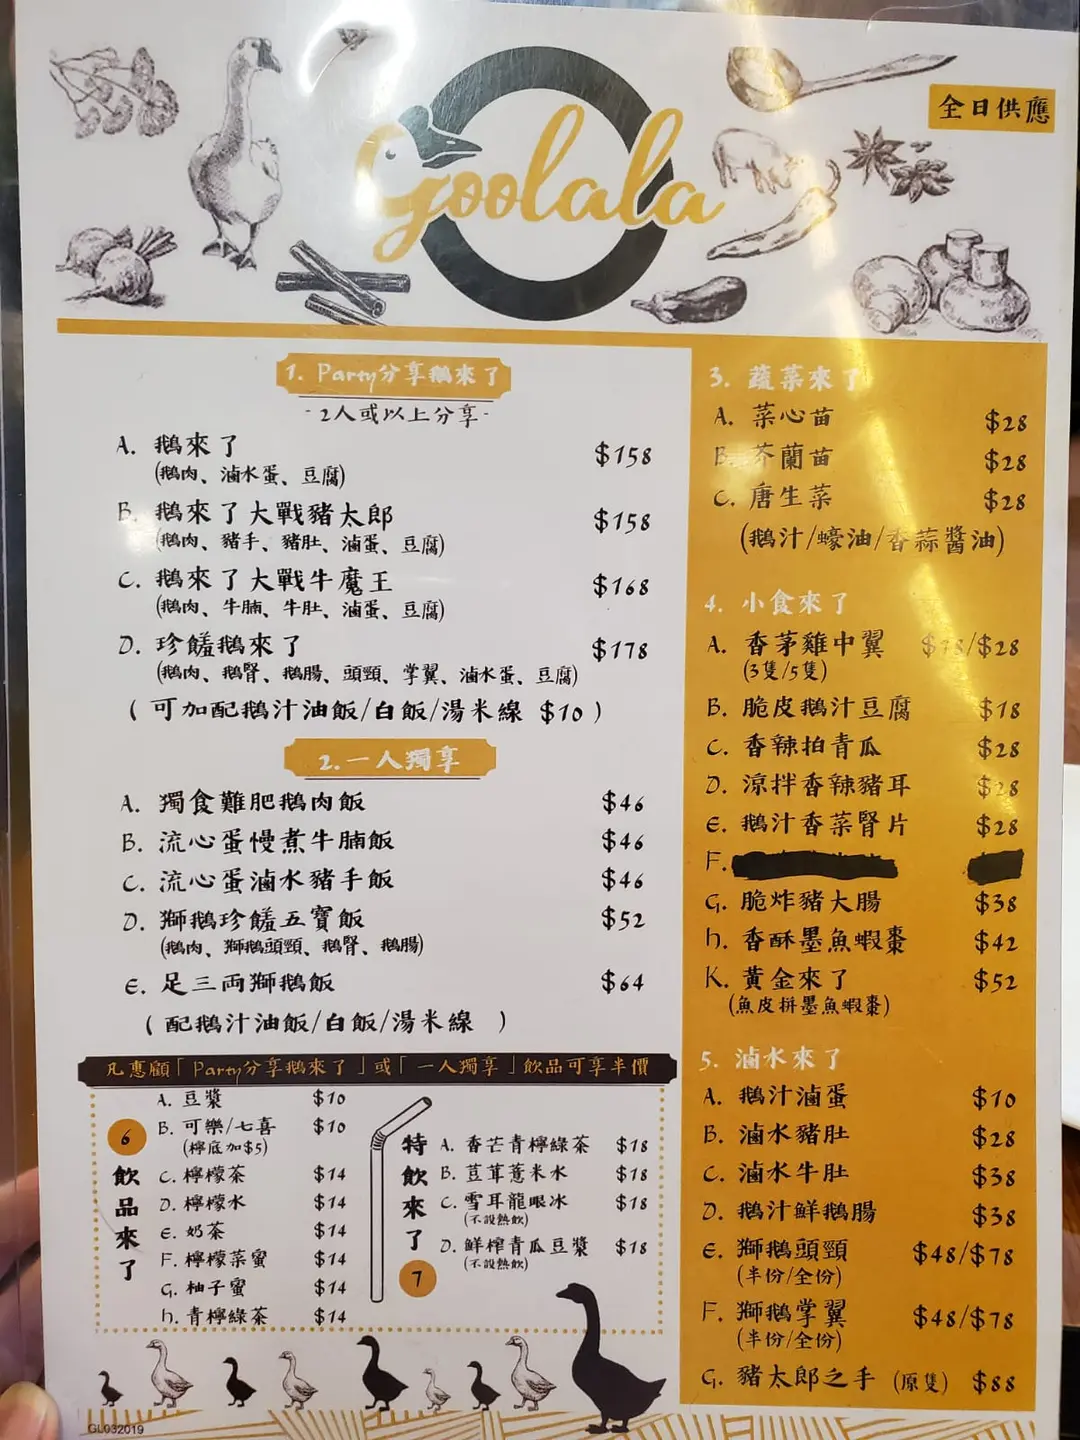 全日供應
Goolala
1. Party分享鵝來了
-2人或以上分享-
A. 鵝來了 $158
(鵝肉、滷水蛋、豆腐)
B. 鵝來了大戰豬太郎 $158
(鵝肉、豬手、豬肚、滷蛋、豆腐)
C. 鵝來了大戰牛魔王 $168
(鵝肉、牛腩、牛肚、滷蛋、豆腐)
D. 珍饈鵝來了 $178
(鵝肉、鵝腎、鵝腸、頭頸、掌翼、滷水蛋、豆腐)
( 可加配鵝汁油飯/白飯/湯米線 $10 )
2. 一人獨享
A. 獨食難肥鵝肉飯 $46
B. 流心蛋慢煮牛腩飯 $46
C. 流心蛋滷水豬手飯 $46
D. 獅鵝珍饈五寶飯 $52
(鵝肉、獅鵝頭頸、鵝腎、鵝腸)
E. 足三両獅鵝飯 $64
( 配鵝汁油飯/白飯/湯米線 )
凡惠顧「Party分享鵝來了」或「一人獨享」飲品可享半價
6 飲品來了
A. 豆漿 $10
B. 可樂/七喜 $10
(檸底加$5)
C. 檸檬茶 $14
D. 檸檬水 $14
E. 奶茶 $14
F. 檸檬菜蜜 $14
G. 柚子蜜 $14
H. 青檸綠茶 $14
特飲來了 7
A. 香芒青檸綠茶 $18
B. 荳茸薏米水 $18
C. 雪耳龍眼冰 $18
(不設熱飲)
D. 鮮榨青瓜豆漿 $18
(不設熱飲)
3. 蔬菜來了
A. 菜心苗 $28
B. 芥蘭苗 $28
C. 唐生菜 $28
(鵝汁/蠔油/香蒜醬油)
4. 小食來了
A. 香茅雞中翼 $18/$28
(3隻/5隻)
B. 脆皮鵝汁豆腐 $18
C. 香辣拍青瓜 $28
D. 涼拌香辣豬耳 $28
E. 鵝汁香菜腎片 $28
F.
G. 脆炸豬大腸 $38
H. 香酥墨魚蝦棗 $42
K. 黃金來了 $52
(魚皮拼墨魚蝦棗)
5. 滷水來了
A. 鵝汁滷蛋 $10
B. 滷水豬肚 $28
C. 滷水牛肚 $38
D. 鵝汁鮮鵝腸 $38
E. 獅鵝頭頸 $48/$78
(半份/全份)
F. 獅鵝掌翼 $48/$78
(半份/全份)
G. 豬太郎之手 (原隻) $88
GL032019